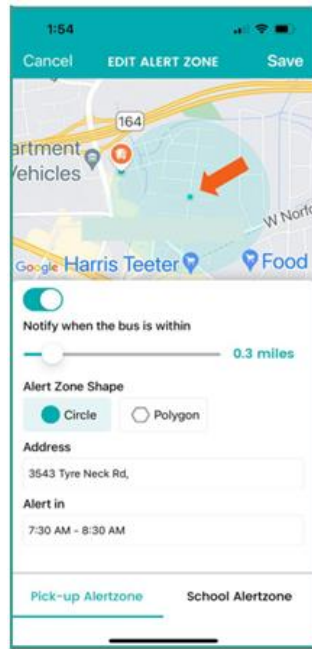 1:54
Cancel EDIT ALERT ZONE Save
164
artment
Vehicles
W Norfo
Google Harris Teeter Food
Notify when the bus is within
0.3 miles
Alert Zone Shape
Circle Polygon
Address
3543 Tyre Neck Rd,
Alert in
7:30 AM - 8:30 AM
Pick-up Alertzone School Alertzone